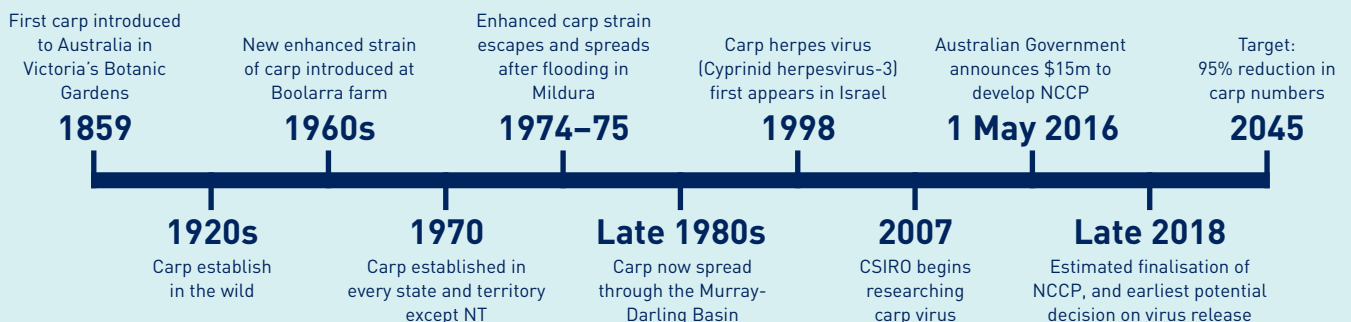 First carp introduced
to Australia in
Victoria's Botanic
Gardens
1859
New enhanced strain
of carp introduced at
Boolarra farm
1960s
Enhanced carp strain
escapes and spreads
after flooding in
Mildura
1974–75
Carp herpes virus
(Cyprinid herpesvirus-3)
first appears in Israel
1998
Australian Government
announces $15m to
develop NCCP
1 May 2016
Target:
95% reduction in
carp numbers
2045
1920s
Carp establish
in the wild
1970
Carp established in
every state and territory
except NT
Late 1980s
Carp now spread
through the Murray-
Darling Basin
2007
CSIRO begins
researching
carp virus
Late 2018
Estimated finalisation of
NCCP, and earliest potential
decision on virus release